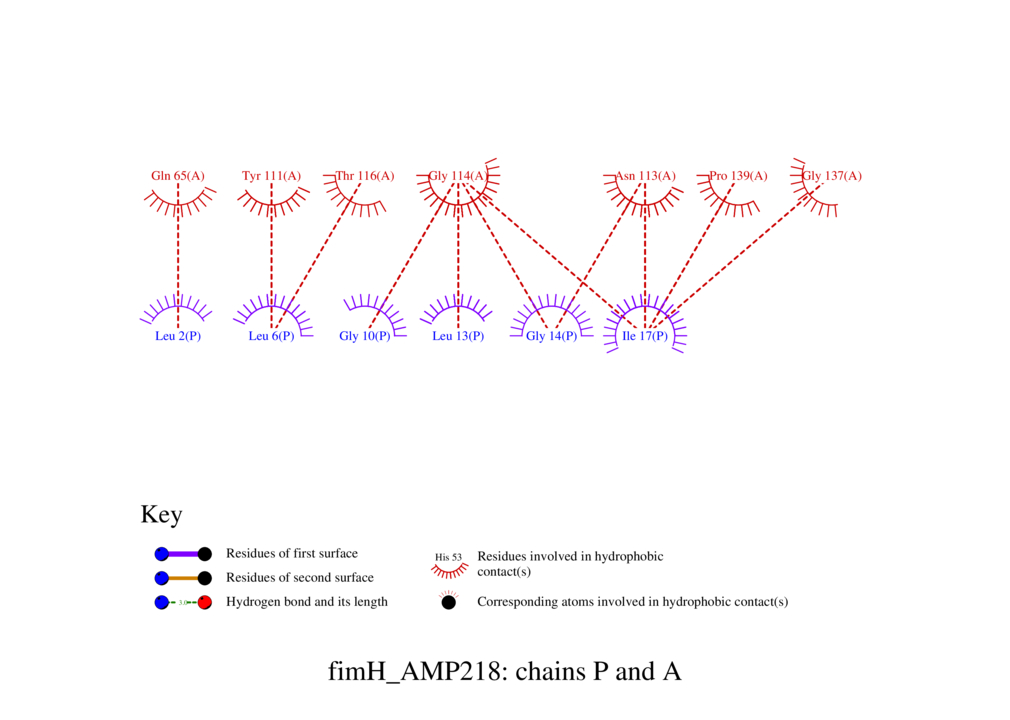 Gln 65(A) Tyr 111(A) Thr 116(A) Gly 114(A) Asn 113(A) Pro 139(A) Gly 137(A)
Leu 2(P) Leu 6(P) Gly 10(P) Leu 13(P) Gly 14(P) Ile 17(P)
Key
Residues of first surface
Residues of second surface
3.0
Hydrogen bond and its length
His 53
Residues involved in hydrophobic
contact(s)
Corresponding atoms involved in hydrophobic contact(s)
fimH_AMP218: chains P and A